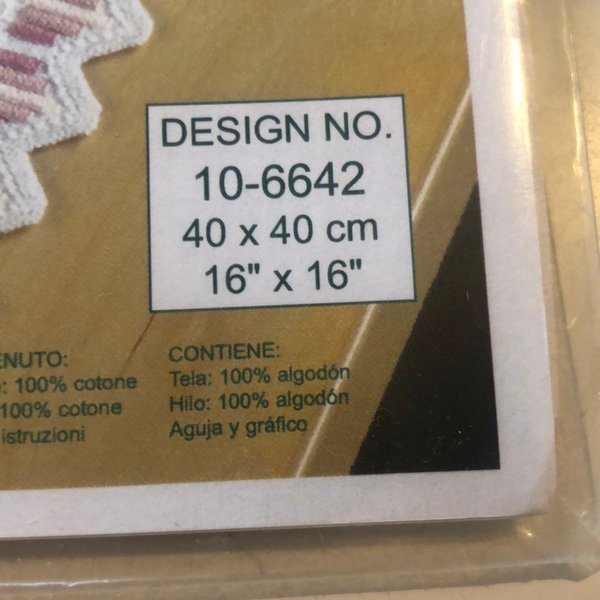 DESIGN NO.
10-6642
40 x 40 cm
16" x 16"
ENUTO:
: 100% cotone
100% cotone
istruzioni
CONTIENE:
Tela: 100% algodón
Hilo: 100% algodón
Aguja y gráfico